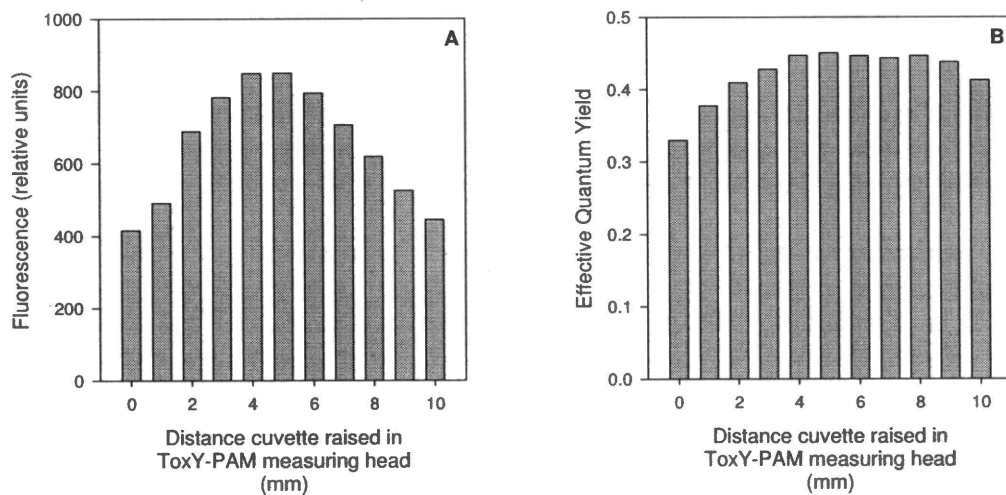 A
1000
800
600
400
200
0
Fluorescence (relative units)
0 2 4 6 8 10
Distance cuvette raised in
ToxY-PAM measuring head
(mm)
B
0.5
0.4
0.3
0.2
0.1
0.0
Effective Quantum Yield
0 2 4 6 8 10
Distance cuvette raised in
ToxY-PAM measuring head
(mm)